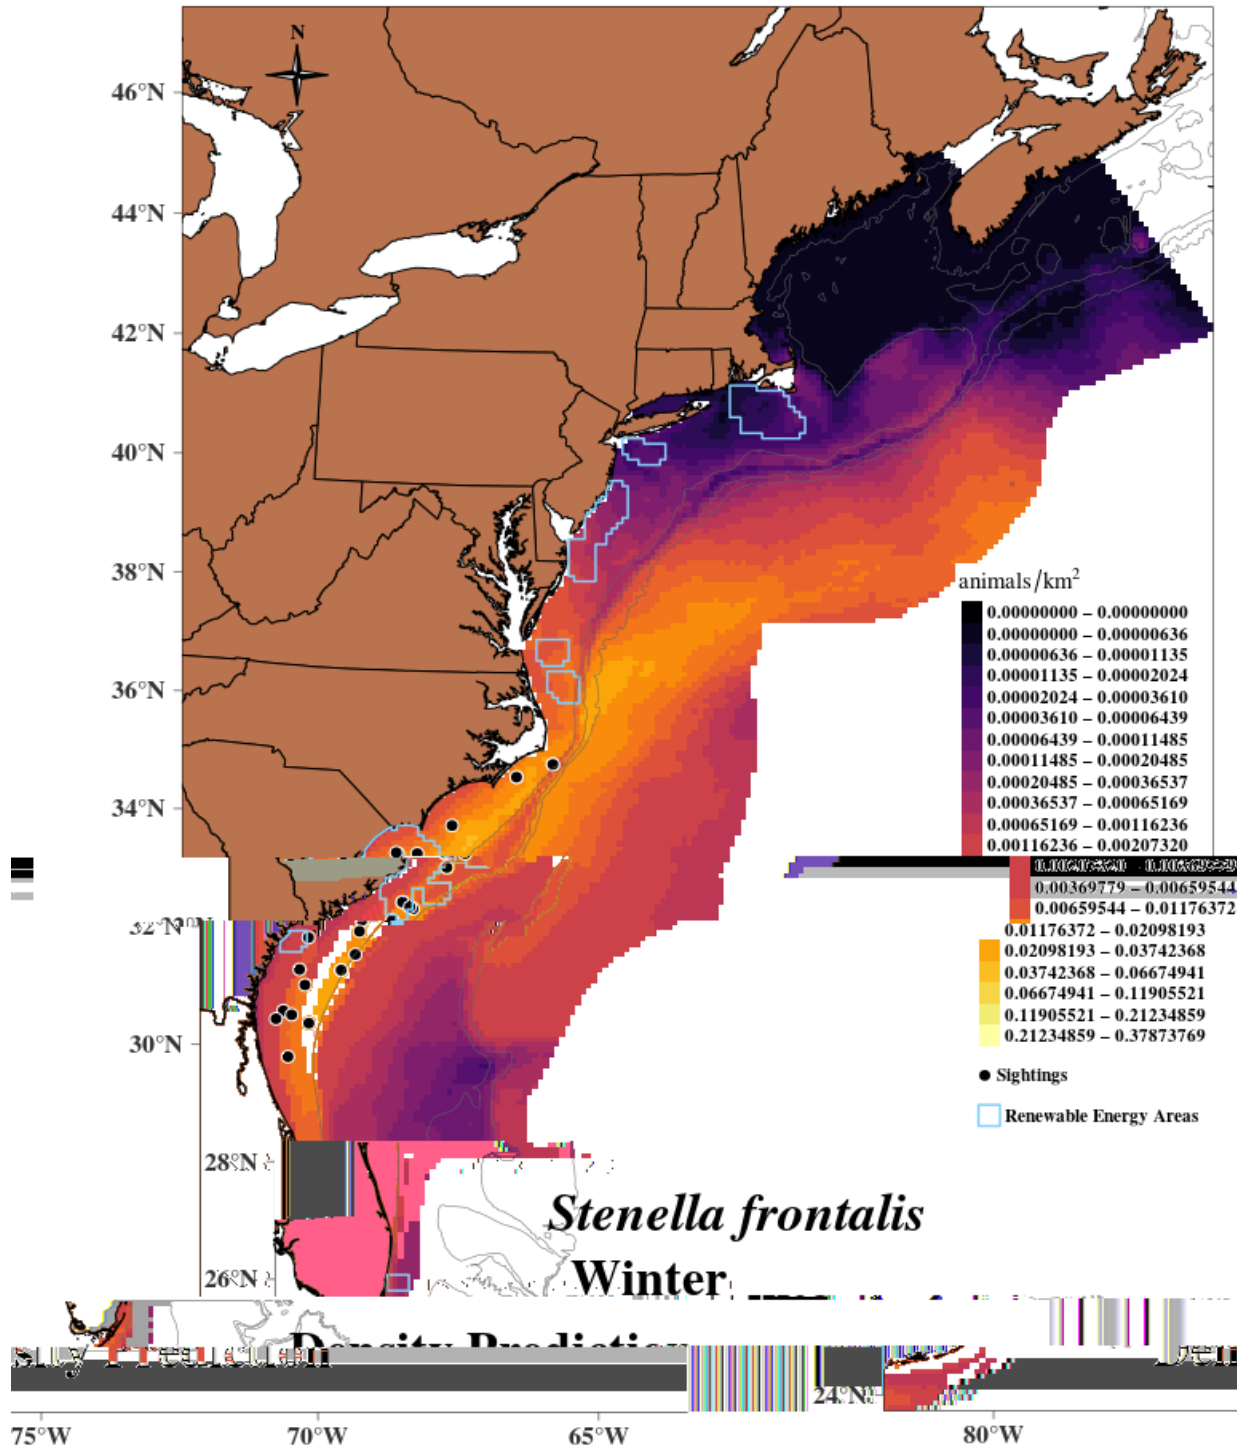 N
46°N
44°N
42°N
40°N
38°N
36°N
34°N
32°N
30°N
28°N
26°N
24°N
animals/km²
0.00000000 – 0.00000000
0.00000000 – 0.00000636
0.00000636 – 0.00001135
0.00001135 – 0.00002024
0.00002024 – 0.00003610
0.00003610 – 0.00006439
0.00006439 – 0.00011485
0.00011485 – 0.00020485
0.00020485 – 0.00036537
0.00036537 – 0.00065169
0.00065169 – 0.00116236
0.00116236 – 0.00207320
0.00369779 – 0.00659544
0.00659544 – 0.01176372
0.01176372 – 0.02098193
0.02098193 – 0.03742368
0.03742368 – 0.06674941
0.06674941 – 0.11905521
0.11905521 – 0.21234859
0.21234859 – 0.37873769
Sightings
Renewable Energy Areas
Stenella frontalis
Winter
Density Prediction
75°W 70°W 65°W 80°W